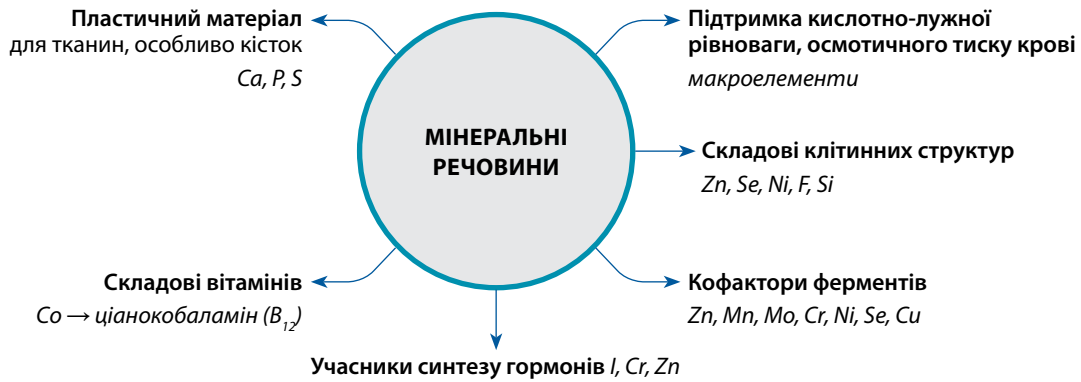 Пластичний матеріал
для тканин, особливо кісток
Ca, P, S
Підтримка кислотно-лужної
рівноваги, осмотичного тиску крові
макроелементи
МІНЕРАЛЬНІ
РЕЧОВИНИ
Складові клітинних структур
Zn, Se, Ni, F, Si
Складові вітамінів
Co → ціанокобаламін (B₁₂)
Кофактори ферментів
Zn, Mn, Mo, Cr, Ni, Se, Cu
Учасники синтезу гормонів I, Cr, Zn